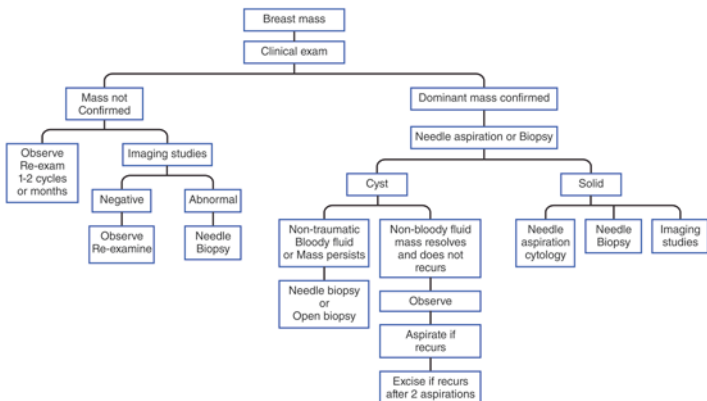 Breast mass
Clinical exam
Mass not
Confirmed
Dominant mass confirmed
Observe
Re-exam
1-2 cycles
or months
Imaging studies
Needle aspiration or Biopsy
Negative
Abnormal
Cyst
Solid
Observe
Re-examine
Needle
Biopsy
Non-traumatic
Bloody fluid
or Mass persists
Non-bloody fluid
mass resolves
and does not
recurs
Needle
aspiration
cytology
Needle
Biopsy
Imaging
studies
Needle biopsy
or
Open biopsy
Observe
Aspirate if
recurs
Excise if recurs
after 2 aspirations